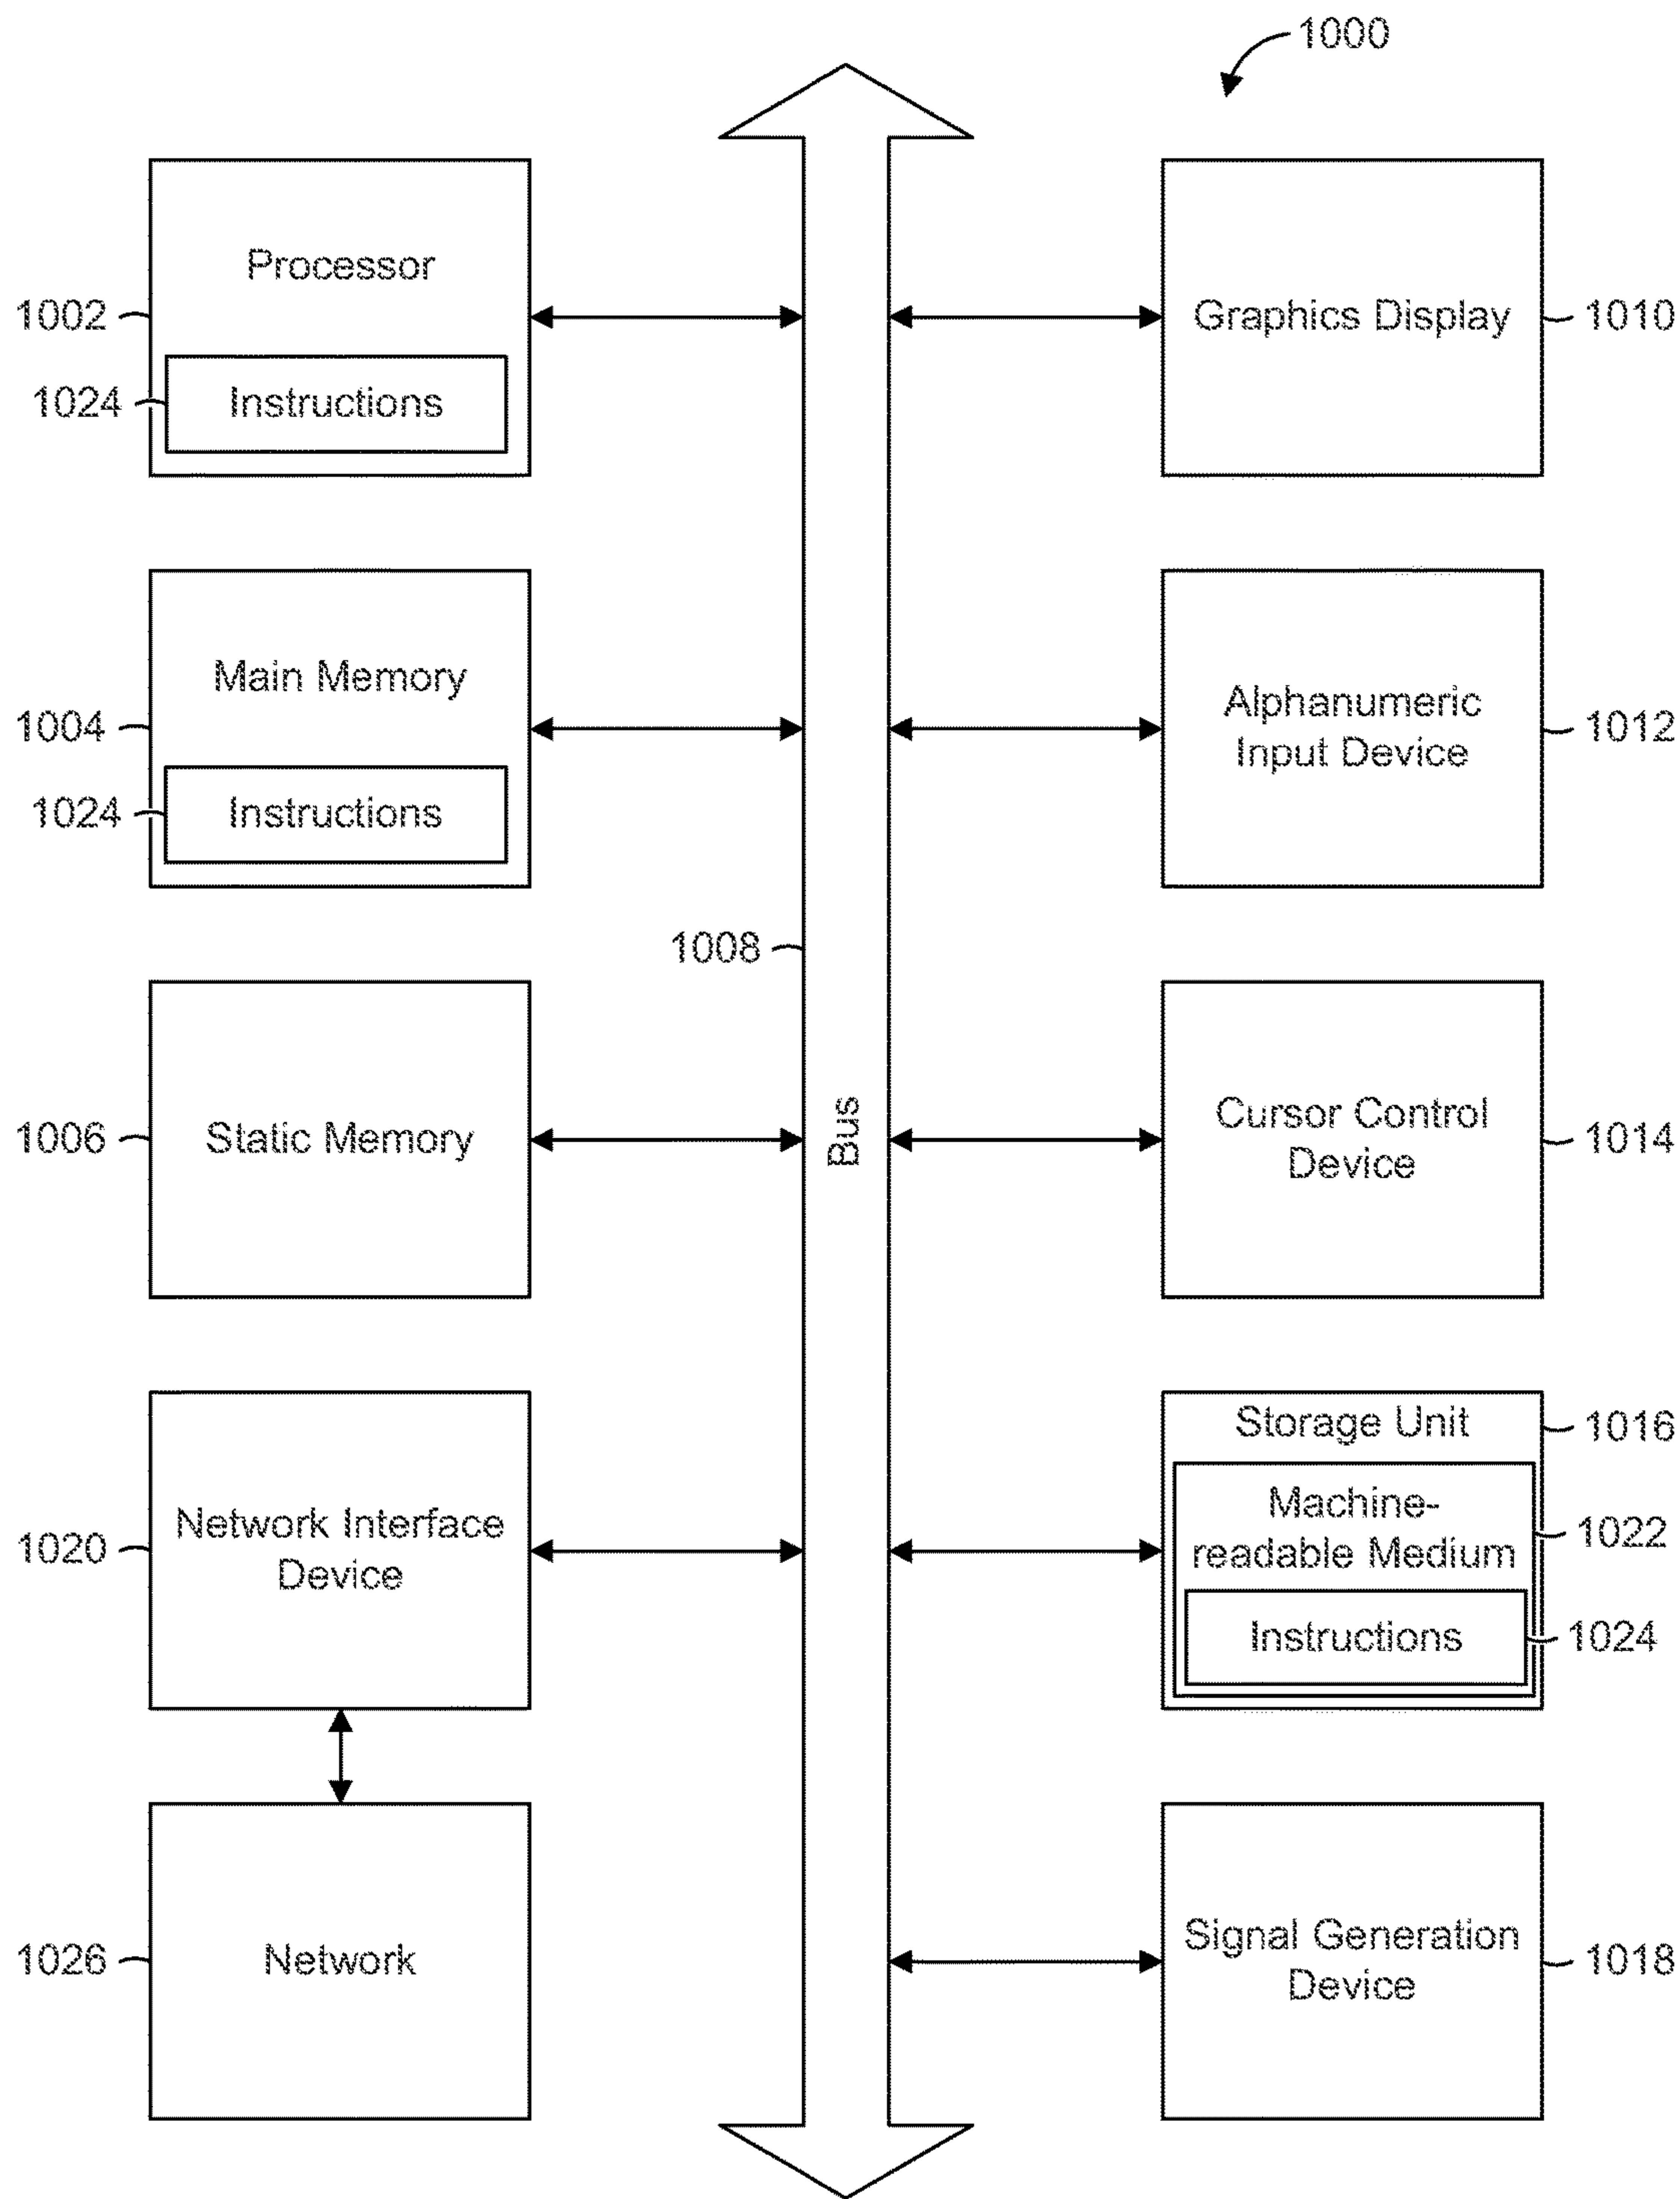 1000
Processor
1002
1024
Instructions
Graphics Display
1010
Main Memory
1004
1024
Instructions
Alphanumeric
Input Device
1012
1008
Bus
Static Memory
1006
Cursor Control
Device
1014
Network Interface
Device
1020
Storage Unit
1016
Machine-
readable Medium
1022
Instructions
1024
Network
1026
Signal Generation
Device
1018